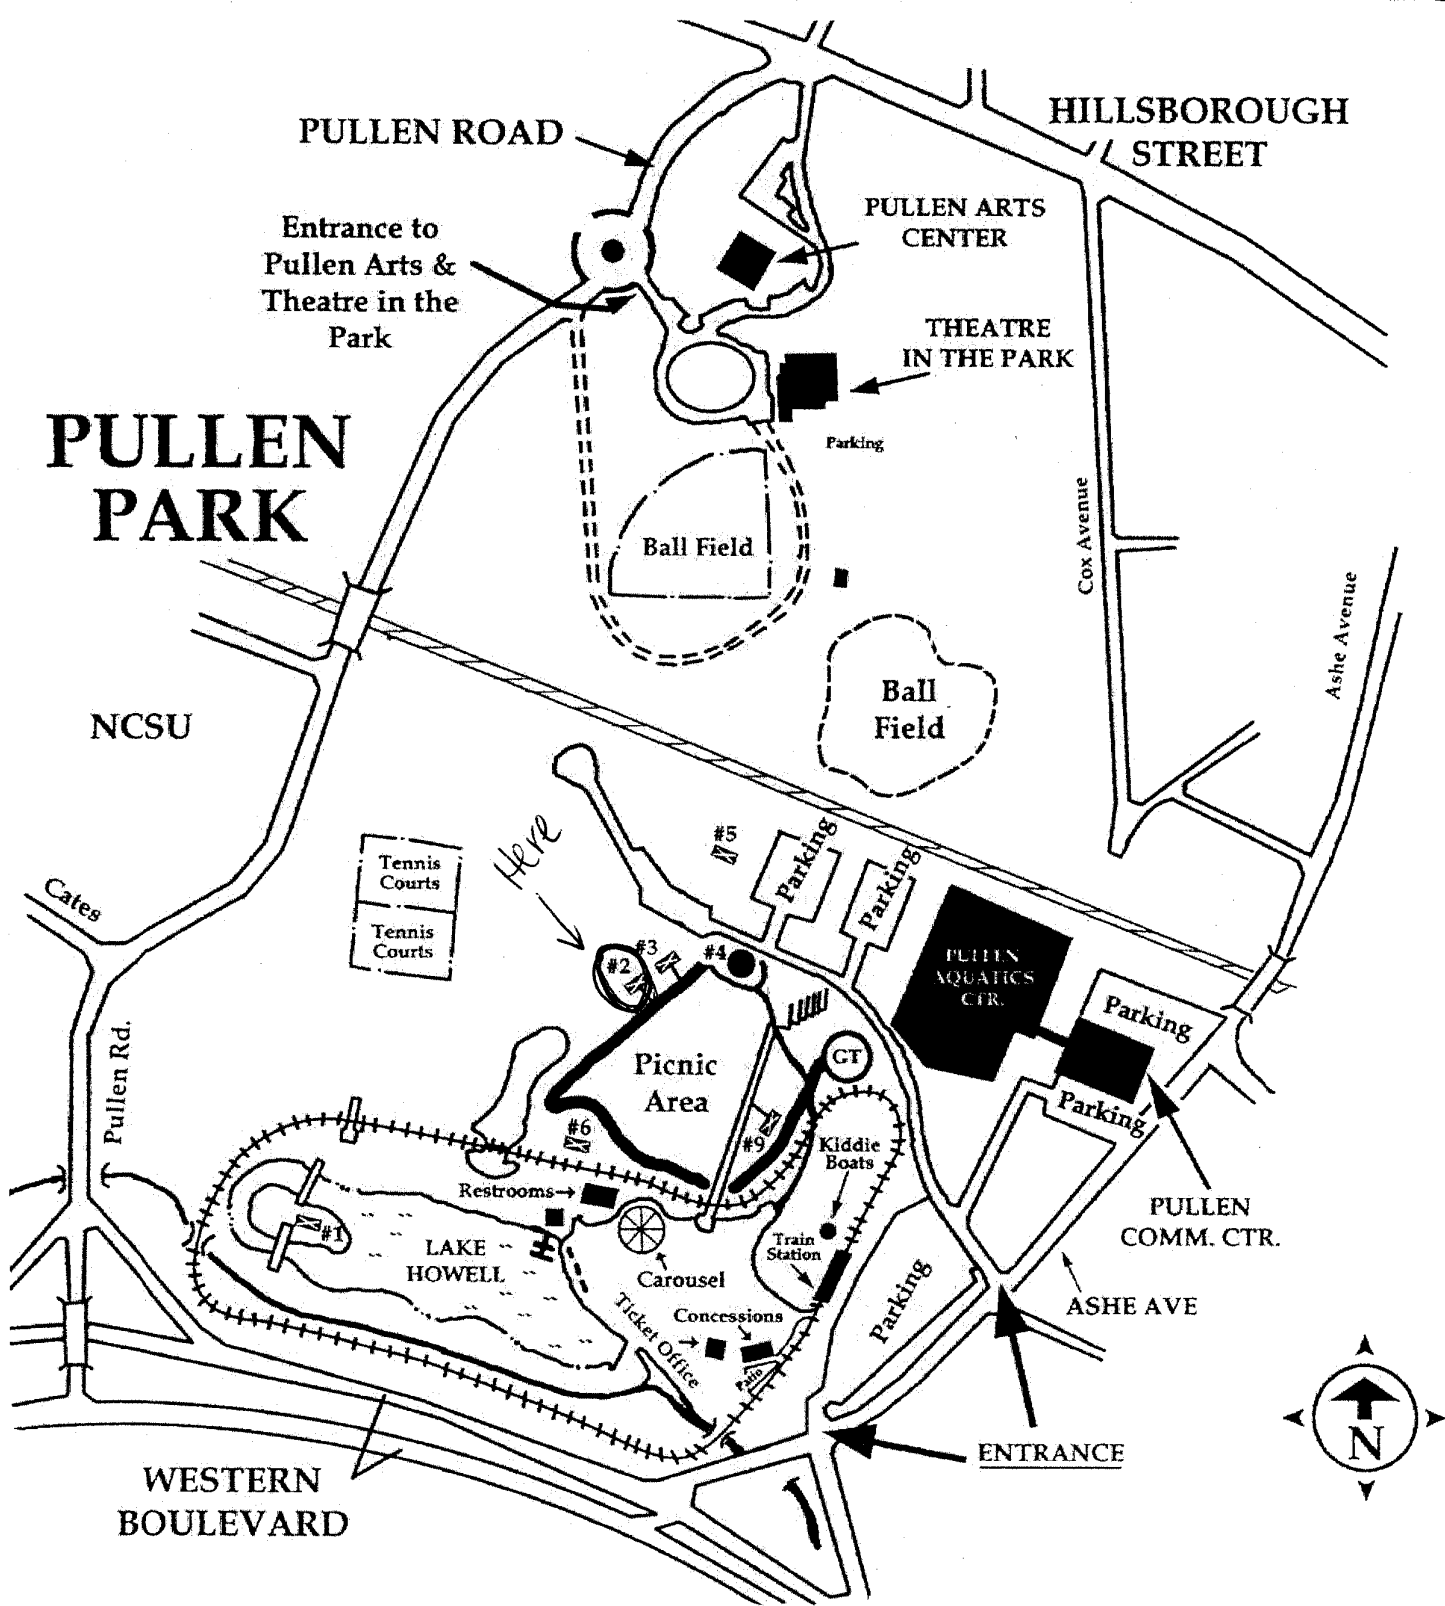 HILLSBOROUGH
STREET
PULLEN ROAD
PULLEN ARTS
CENTER
Entrance to
Pullen Arts &
Theatre in the
Park
THEATRE
IN THE PARK
PULLEN
PARK
Parking
Ball Field
Cox Avenue
Ashe Avenue
Ball
Field
NCSU
Here
#5
Parking
Parking
Tennis
Courts
Tennis
Courts
Cates
#3
#4
#2
PULLEN
AQUATICS
CTR.
Parking
Pullen Rd.
Picnic
Area
GT
Parking
#6
#9
Kiddie
Boats
Restrooms
PULLEN
COMM. CTR.
#1
LAKE
HOWELL
Train
Station
Carousel
Parking
Ticket Office
Concessions
ASHE AVE
Patio
N
ENTRANCE
WESTERN
BOULEVARD